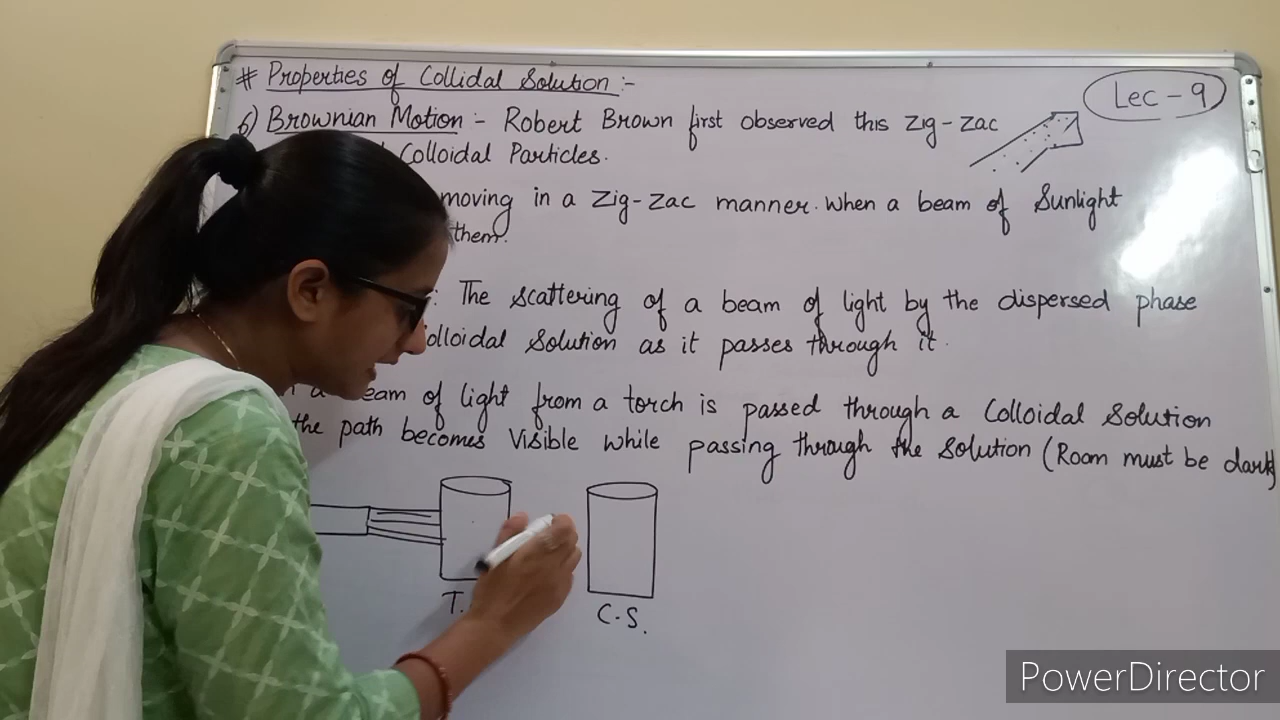 # Properties of Collidal Solution :-
Lec - 9
6) Brownian Motion :- Robert Brown first observed this Zig-Zac
Colloidal Particles.
moving in a Zig-Zac manner. When a beam of Sunlight
them.
: The scattering of a beam of light by the dispersed phase
olloidal Solution as it passes through it.
a beam of light from a torch is passed through a Colloidal Solution
the path becomes Visible while passing through the Solution (Room must be dark)
T.
C.S.
PowerDirector